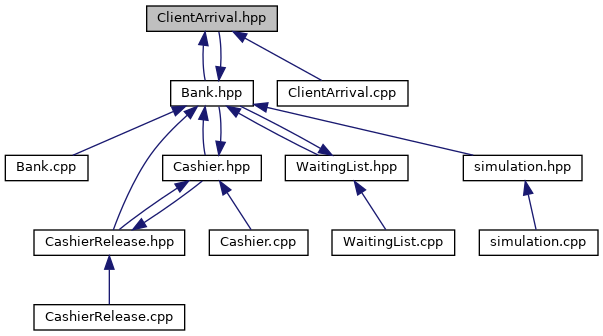 ClientArrival.hpp
Bank.hpp
ClientArrival.cpp
Bank.cpp
Cashier.hpp
WaitingList.hpp
simulation.hpp
CashierRelease.hpp
Cashier.cpp
WaitingList.cpp
simulation.cpp
CashierRelease.cpp